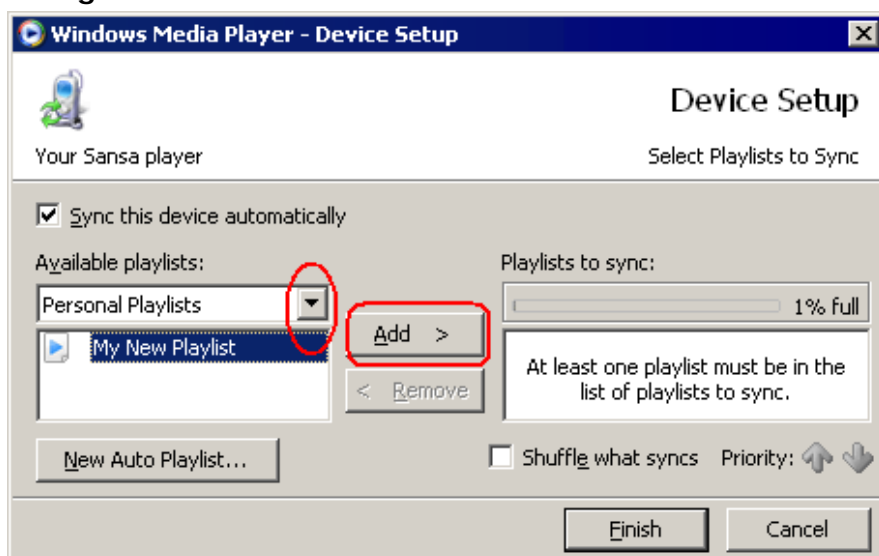 Windows Media Player - Device Setup
Device Setup
Your Sansa player
Select Playlists to Sync
Sync this device automatically
Available playlists:
Playlists to sync:
Personal Playlists
1% full
My New Playlist
Add >
At least one playlist must be in the
list of playlists to sync.
< Remove
New Auto Playlist...
Shuffle what syncs
Priority:
Finish
Cancel